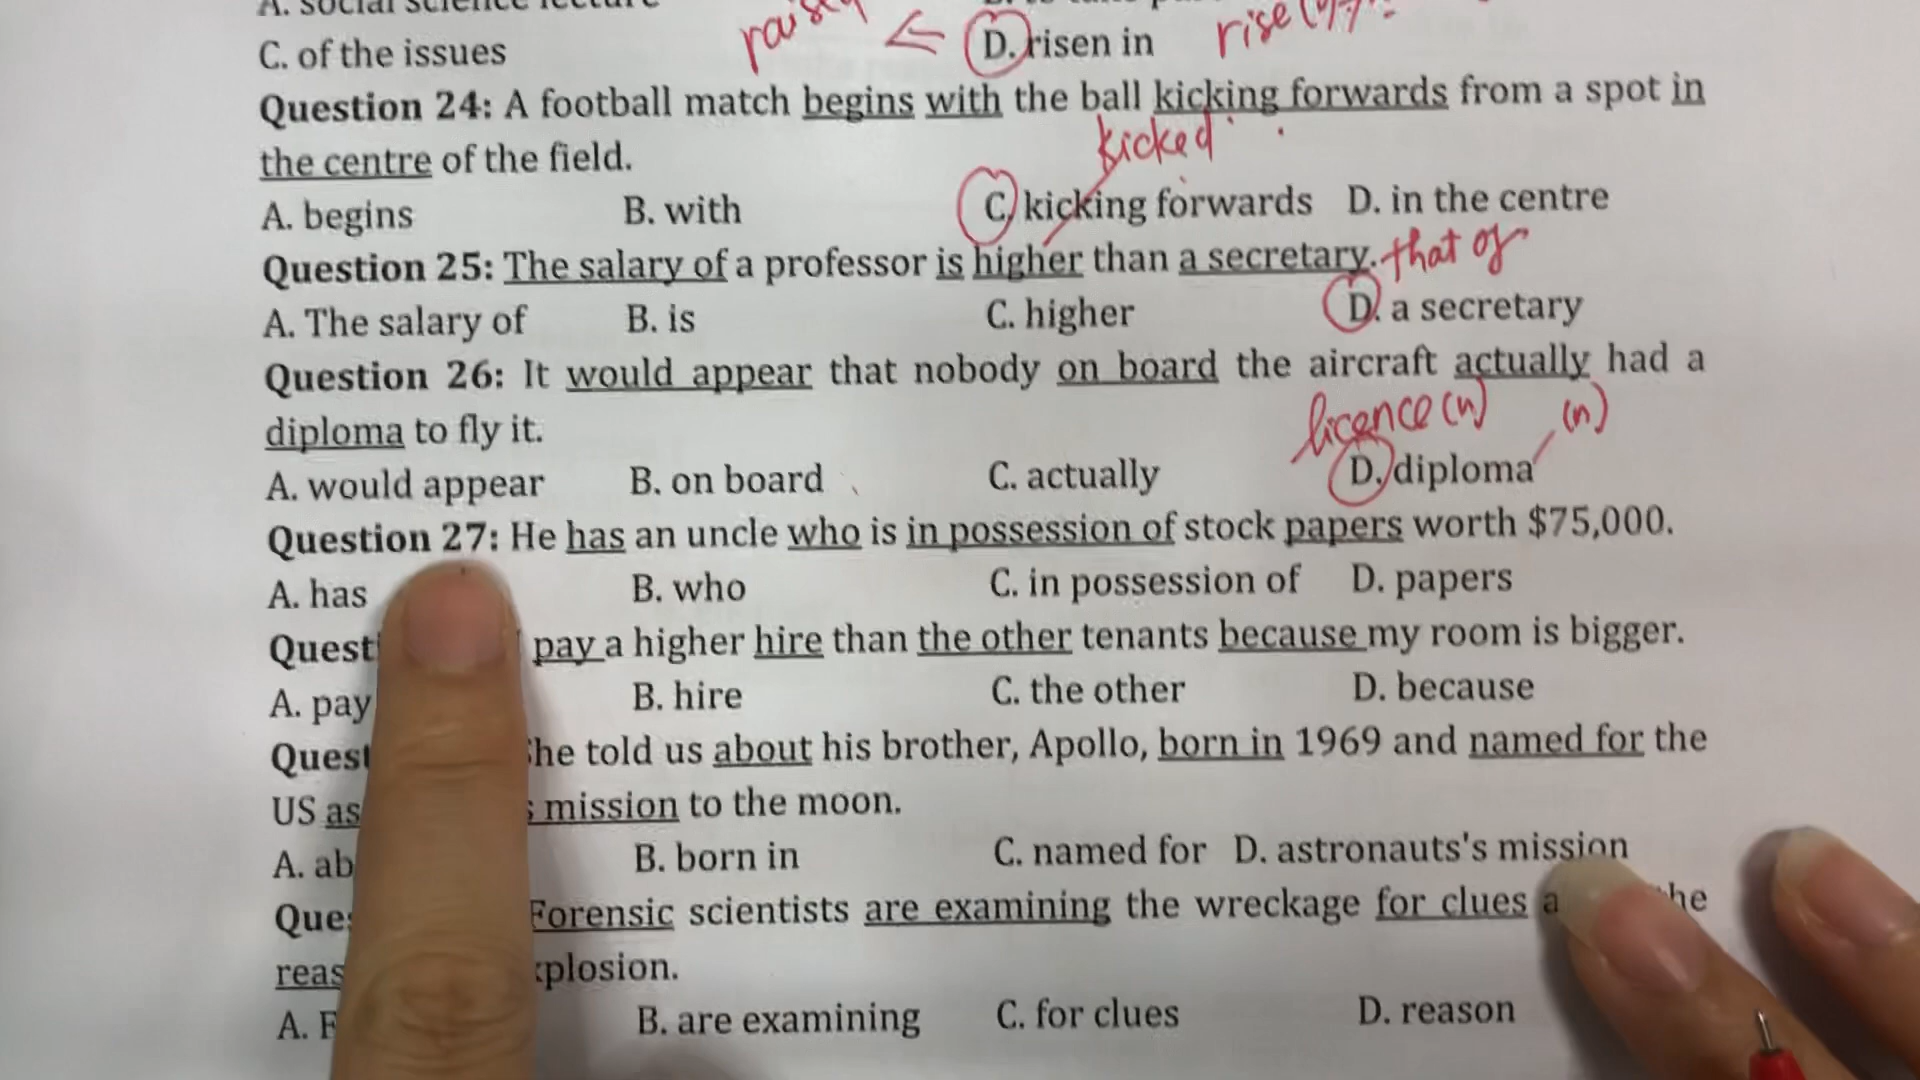 A. social science lecture
C. of the issues
D. risen in
rise
Question 24: A football match begins with the ball kicking forwards from a spot in
kicked
the centre of the field.
A. begins B. with C. kicking forwards D. in the centre
Question 25: The salary of a professor is higher than a secretary. that of
A. The salary of B. is C. higher D. a secretary
Question 26: It would appear that nobody on board the aircraft actually had a
licence (n) (n)
diploma to fly it.
A. would appear B. on board C. actually D. diploma
Question 27: He has an uncle who is in possession of stock papers worth $75,000.
A. has B. who C. in possession of D. papers
pay a higher hire than the other tenants because my room is bigger.
A. pay B. hire C. the other D. because
he told us about his brother, Apollo, born in 1969 and named for the
US mission to the moon.
A. B. born in C. named for D. astronauts's mission
Forensic scientists are examining the wreckage for clues
A. B. are examining C. for clues D. reason